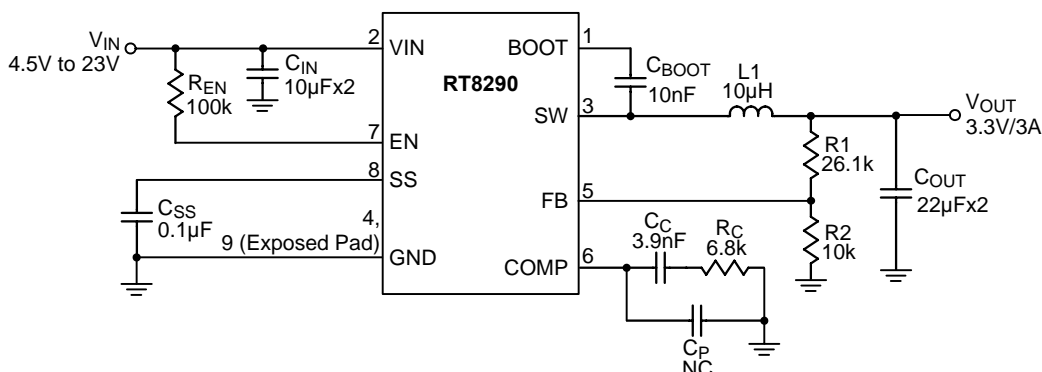 VIN
4.5V to 23V
REN
100k
CIN
10µFx2
2
VIN
7
EN
8
SS
CSS
0.1µF
4,
9 (Exposed Pad)
GND
RT8290
BOOT
1
CBOOT
10nF
SW
3
L1
10µH
VOUT
3.3V/3A
R1
26.1k
COUT
22µFx2
FB
5
R2
10k
COMP
6
CC
3.9nF
RC
6.8k
CP
NC